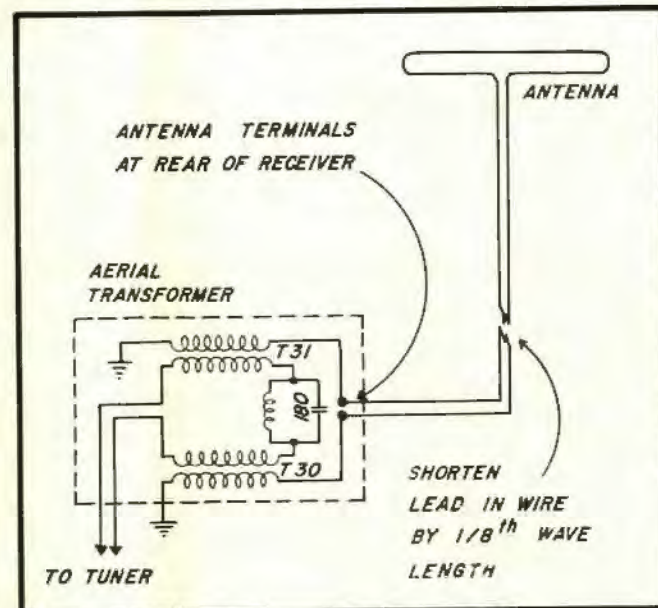 ANTENNA
ANTENNA TERMINALS
AT REAR OF RECEIVER
AERIAL
TRANSFORMER
T31
180
T30
SHORTEN
LEAD IN WIRE
BY 1/8th WAVE
LENGTH
TO TUNER